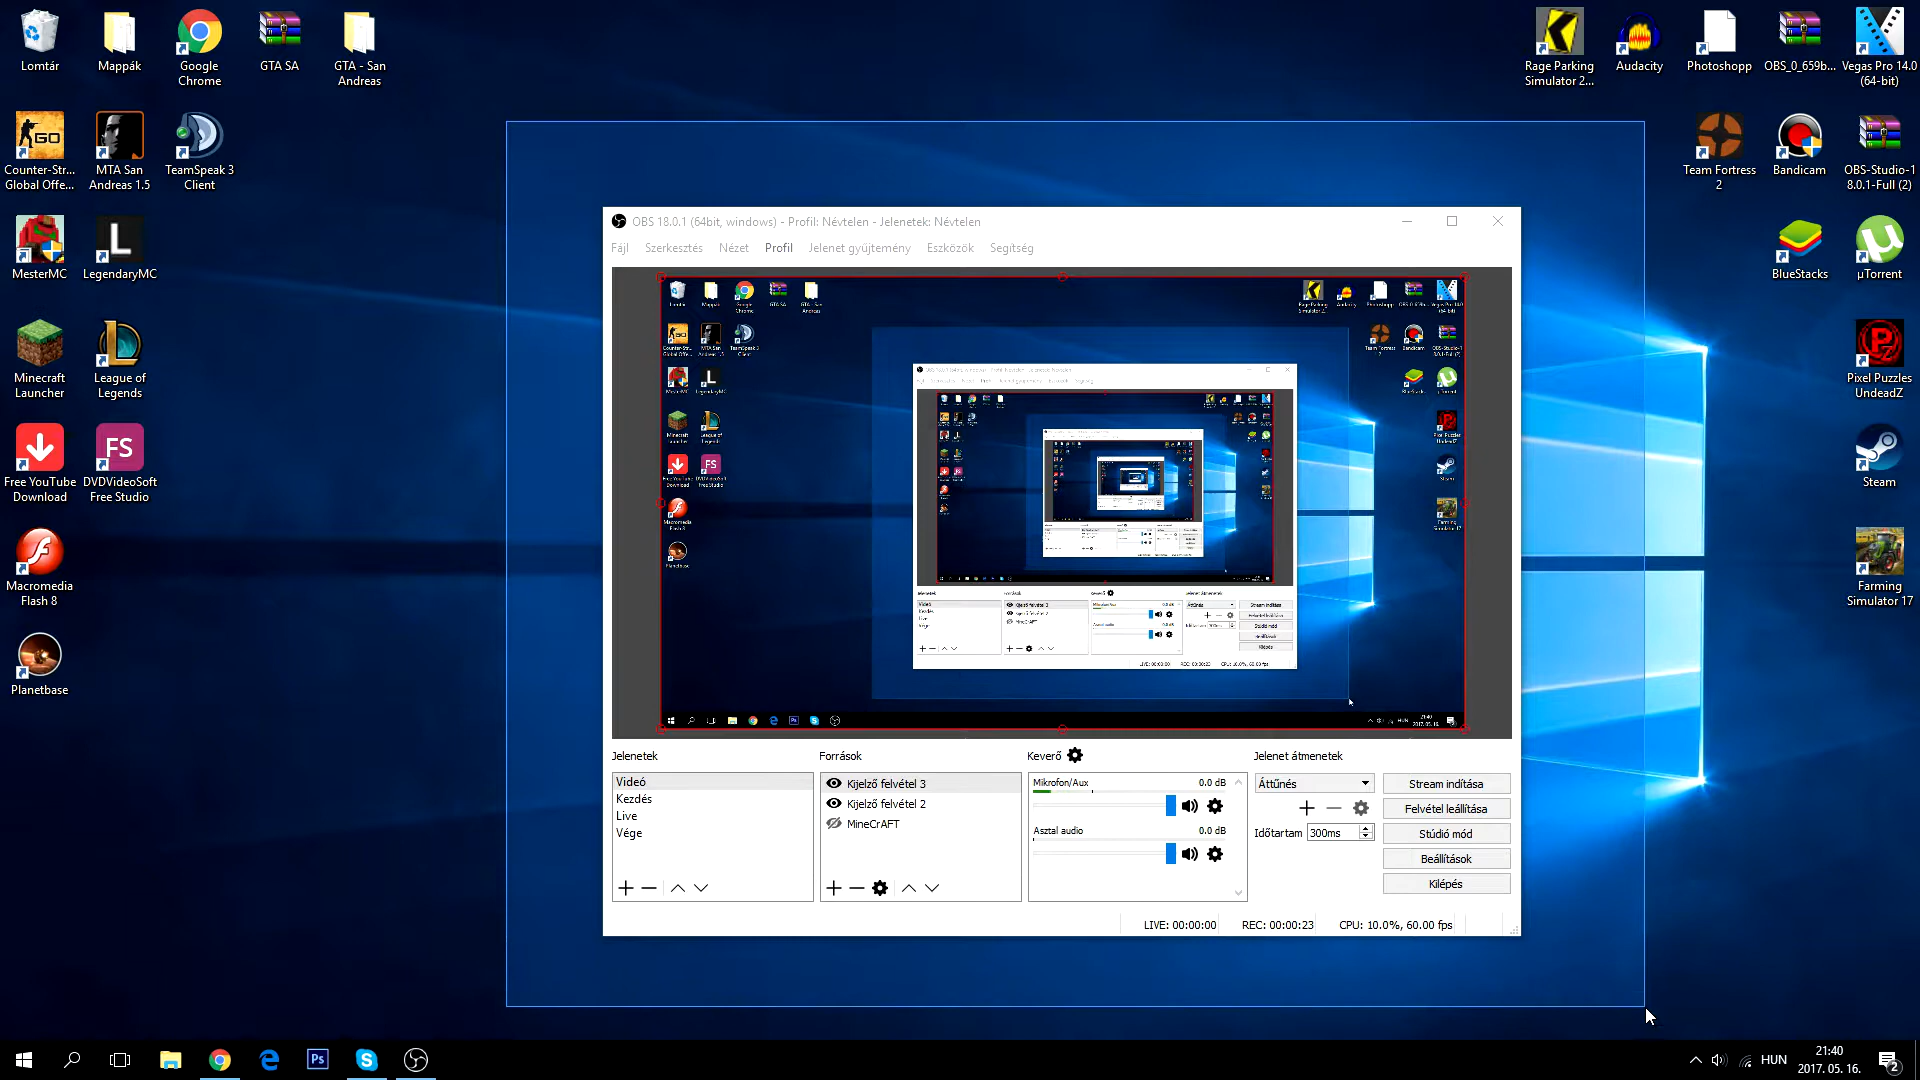 Lomtár
Mappák
Google
Chrome
GTA SA
GTA - San
Andreas
Rage Parking
Simulator 2...
Audacity
Photoshopp
OBS_0_659b...
Vegas Pro 14.0
(64-bit)
GO
Counter-Str...
Global Offe...
MTA San
Andreas 1.5
TeamSpeak 3
Client
Team Fortress
2
Bandicam
OBS-Studio-1
8.0.1-Full (2)
MesterMC
L
LegendaryMC
BlueStacks
µTorrent
Minecraft
Launcher
League of
Legends
Pixel Puzzles
UndeadZ
Free YouTube
Download
FS
DVDVideoSoft
Free Studio
Steam
Macromedia
Flash 8
Farming
Simulator 17
Planetbase
OBS 18.0.1 (64bit, windows) - Profil: Névtelen - Jelenetek: Névtelen
Fájl Szerkesztés Nézet Profil Jelenet gyűjtemény Eszközök Segítség
Jelenetek
Videó
Kezdés
Live
Vége
Források
Kijelző felvétel 3
Kijelző felvétel 2
MineCrAFT
Keverő
Mikrofon/Aux 0.0 dB
Asztal audio 0.0 dB
Jelenet átmenetek
Áttűnés
Időtartam 300ms
Stream indítása
Felvétel leállítása
Stúdió mód
Beállítások
Kilépés
LIVE: 00:00:00 REC: 00:00:23 CPU: 10.0%, 60.00 fps
Ps
HUN
21:40
2017. 05. 16.
2